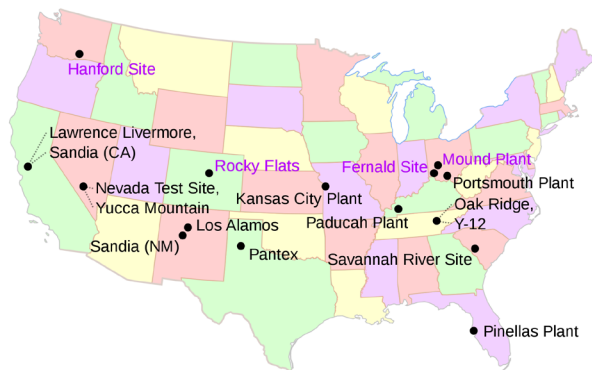 Hanford Site
Lawrence Livermore,
Sandia (CA)
Rocky Flats
Fernald Site
Mound Plant
Portsmouth Plant
Nevada Test Site,
Yucca Mountain
Kansas City Plant
Oak Ridge,
Y-12
Paducah Plant
Los Alamos
Sandia (NM)
Pantex
Savannah River Site
Pinellas Plant